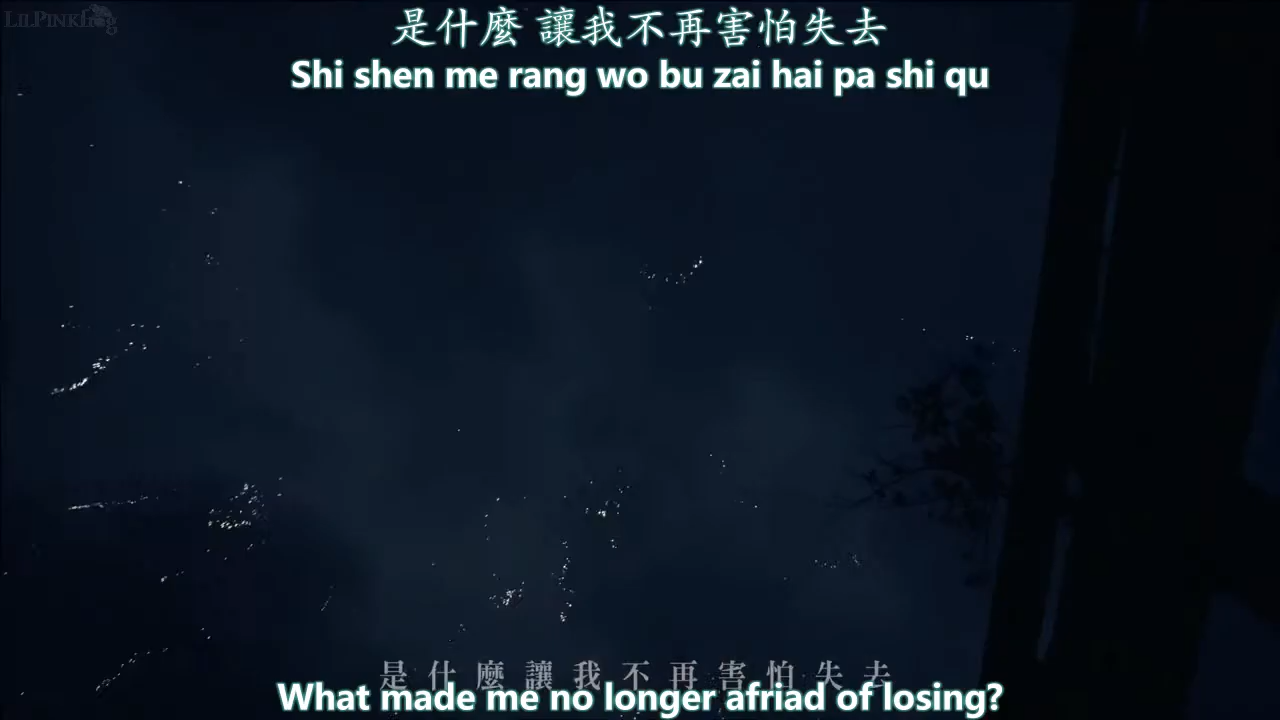 LILPINKfrog
是什麼 讓我不再害怕失去
Shi shen me rang wo bu zai hai pa shi qu
是什麼讓我不再害怕失去
What made me no longer afriad of losing?